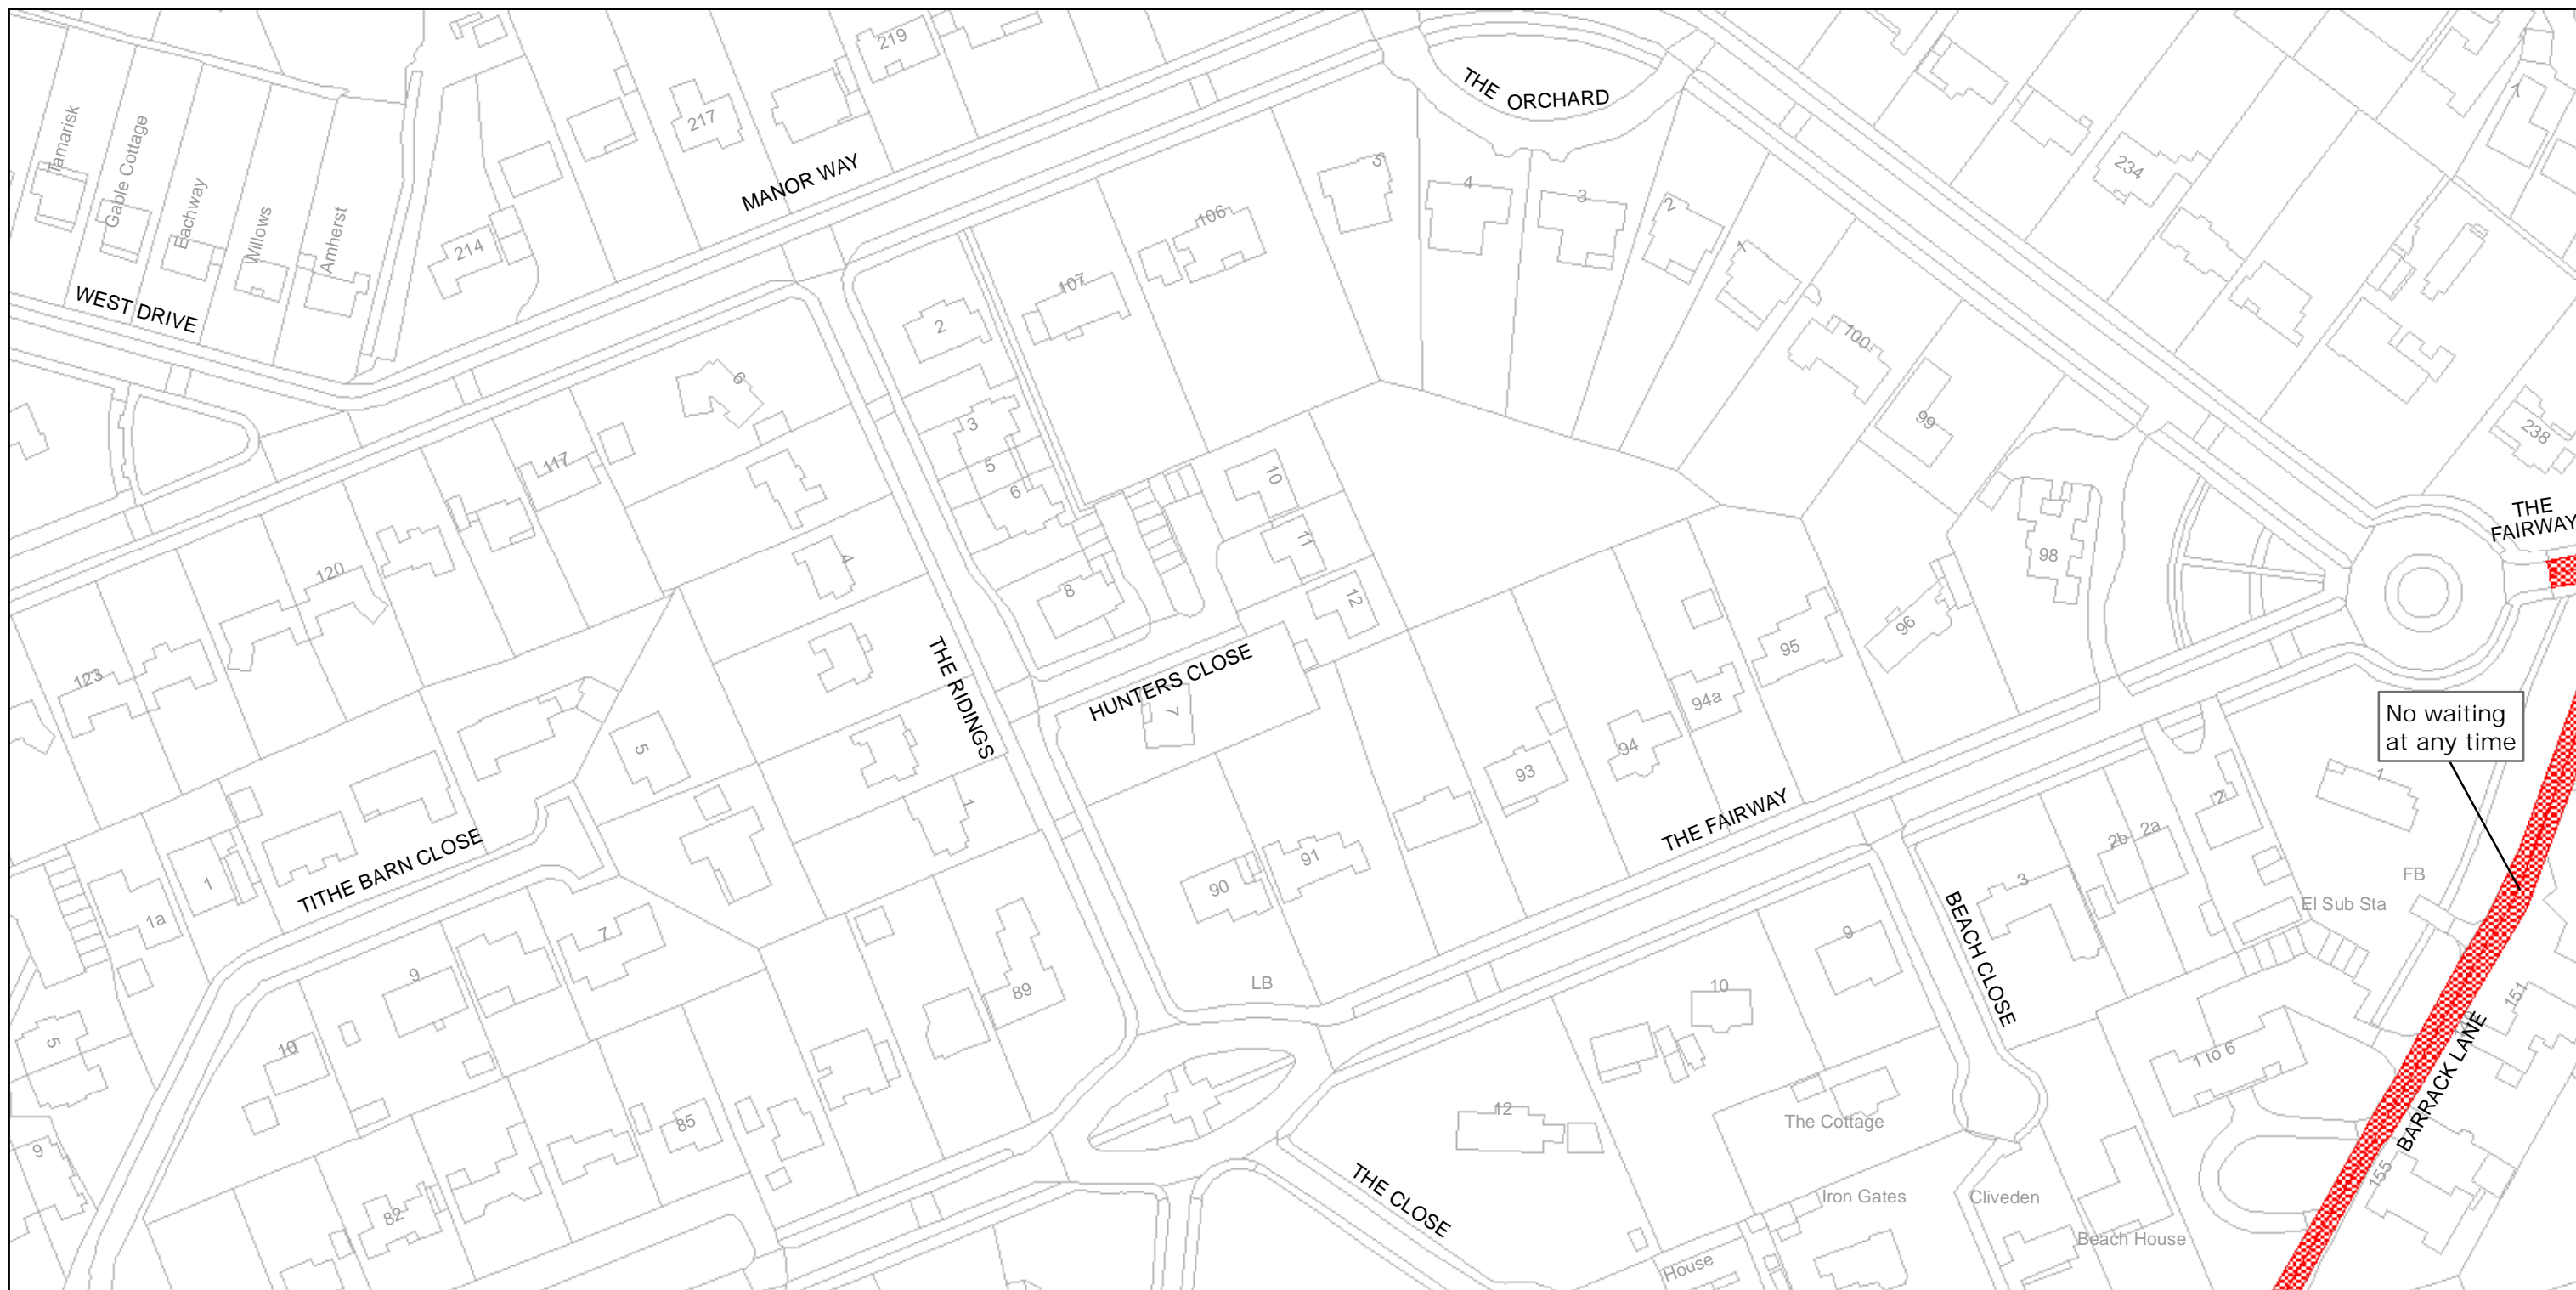 219
217
MANOR WAY
THE ORCHARD
Tamarisk
Gable Cottage
Eachway
Willows
Amherst
214
WEST DRIVE
5
4
3
2
1
106
107
234
7
2
6
100
99
238
3
5
6
117
10
11
12
4
8
98
THE
FAIRWAY
120
123
96
95
94a
94
93
THE RIDINGS
HUNTERS CLOSE
7
No waiting
at any time
5
1
1
THE FAIRWAY
2
2b
2a
3
TITHE BARN CLOSE
1
1a
90
91
FB
El Sub Sta
BEACH CLOSE
9
7
9
89
LB
10
151
10
5
1 to 6
BARRACK LANE
12
The Cottage
85
9
155
THE CLOSE
Iron Gates
Cliveden
82
Beach House
House